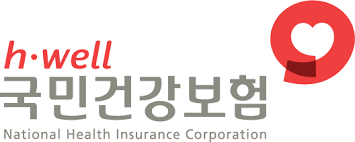 h·well
국민건강보험
National Health Insurance Corporation